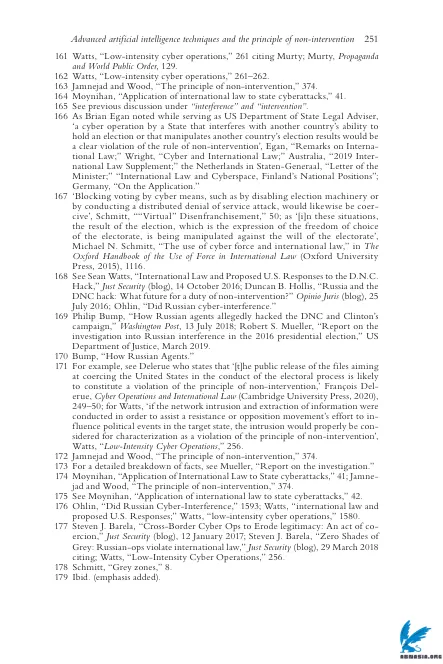 Advanced artificial intelligence techniques and the principle of non-intervention 251
161 Watts, “Low-intensity cyber operations,” 261 citing Murty; Murty, Propaganda
and World Public Order, 129.
162 Watts, “Low-intensity cyber operations,” 261–262.
163 Jamnejad and Wood, “The principle of non-intervention,” 374.
164 Moynihan, “Application of international law to state cyberattacks,” 41.
165 See previous discussion under “interference” and “intervention”.
166 As Brian Egan noted while serving as US Department of State Legal Adviser,
‘a cyber operation by a State that interferes with another country’s ability to
hold an election or that manipulates another country’s election results would be
a clear violation of the rule of non-intervention’, Egan, “Remarks on Interna-
tional Law;” Wright, “Cyber and International Law;” Australia, “2019 Inter-
national Law Supplement;” the Netherlands in Staten-Generaal, “Letter of the
Minister;” “International Law and Cyberspace, Finland’s National Positions”;
Germany, “On the Application.”
167 ‘Blocking voting by cyber means, such as by disabling election machinery or
by conducting a distributed denial of service attack, would likewise be coer-
cive’, Schmitt, ““Virtual” Disenfranchisement,” 50; as ‘[i]n these situations,
the result of the election, which is the expression of the freedom of choice
of the electorate, is being manipulated against the will of the electorate’,
Michael N. Schmitt, “The use of cyber force and international law,” in The
Oxford Handbook of the Use of Force in International Law (Oxford University
Press, 2015), 1116.
168 See Sean Watts, “International Law and Proposed U.S. Responses to the D.N.C.
Hack,” Just Security (blog), 14 October 2016; Duncan B. Hollis, “Russia and the
DNC hack: What future for a duty of non-intervention?” Opinio Juris (blog), 25
July 2016; Ohlin, “Did Russian cyber-interference.”
169 Philip Bump, “How Russian agents allegedly hacked the DNC and Clinton’s
campaign,” Washington Post, 13 July 2018; Robert S. Mueller, “Report on the
investigation into Russian interference in the 2016 presidential election,” US
Department of Justice, March 2019.
170 Bump, “How Russian Agents.”
171 For example, see Delerue who states that ‘[t]he public release of the files aiming
at coercing the United States in the conduct of the electoral process is likely
to constitute a violation of the principle of non-intervention,’ François Del-
erue, Cyber Operations and International Law (Cambridge University Press, 2020),
249–50; for Watts, ‘if the network intrusion and extraction of information were
conducted in order to assist a resistance or opposition movement’s effort to in-
fluence political events in the target state, the intrusion would properly be con-
sidered for characterization as a violation of the principle of non-intervention’,
Watts, “Low-Intensity Cyber Operations,” 256.
172 Jamnejad and Wood, “The principle of non-intervention,” 374.
173 For a detailed breakdown of facts, see Mueller, “Report on the investigation.”
174 Moynihan, “Application of International Law to State cyberattacks,” 41; Jamne-
jad and Wood, “The principle of non-intervention,” 374.
175 See Moynihan, “Application of international law to state cyberattacks,” 42.
176 Ohlin, “Did Russian Cyber-Interference,” 1593; Watts, “international law and
proposed U.S. Responses;” Watts, “low-intensity cyber operations,” 1580.
177 Steven J. Barela, “Cross-Border Cyber Ops to Erode legitimacy: An act of co-
ercion,” Just Security (blog), 12 January 2017; Steven J. Barela, “Zero Shades of
Grey: Russian-ops violate international law,” Just Security (blog), 29 March 2018
citing; Watts, “Low-Intensity Cyber Operations,” 256.
178 Schmitt, “Grey zones,” 8.
179 Ibid. (emphasis added).